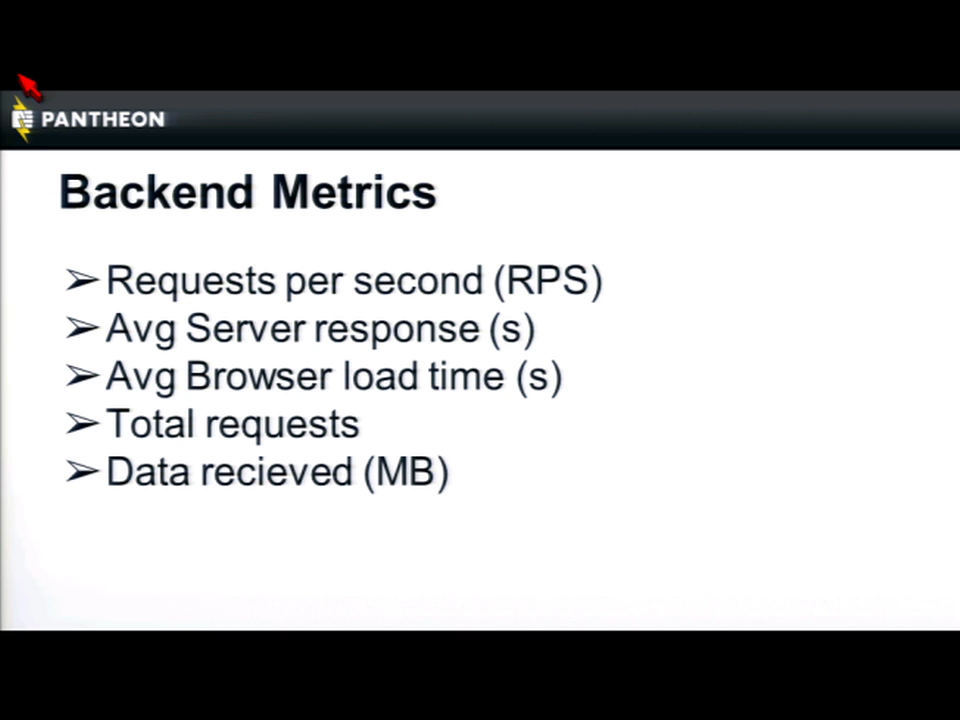 PANTHEON
Backend Metrics
➢ Requests per second (RPS)
➢ Avg Server response (s)
➢ Avg Browser load time (s)
➢ Total requests
➢ Data recieved (MB)